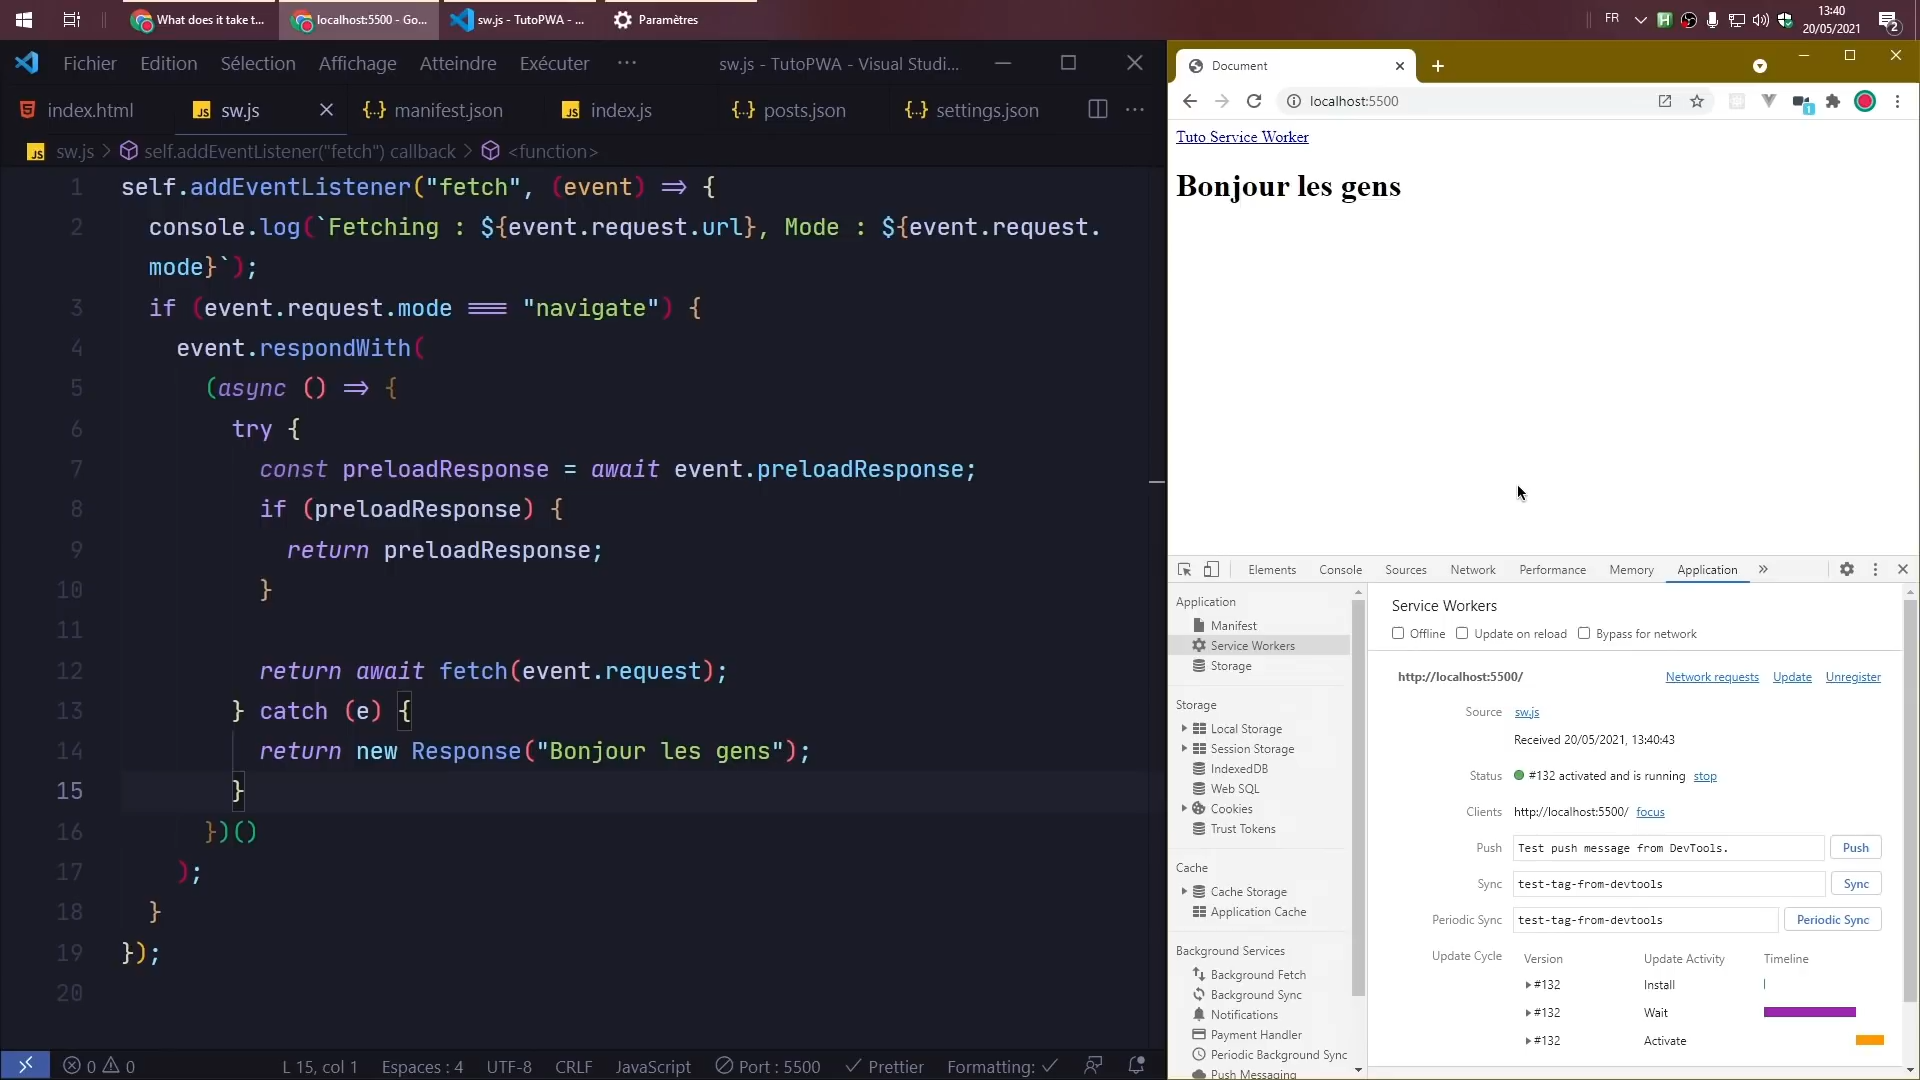 What does it take t...
localhost:5500 - Go...
sw.js - TutoPWA - ...
Paramètres
FR
13:40
20/05/2021
2
Fichier
Edition
Sélection
Affichage
Atteindre
Exécuter
...
sw.js - TutoPWA - Visual Studi...
index.html
sw.js
manifest.json
index.js
posts.json
settings.json
sw.js > self.addEventListener("fetch") callback > <function>
1 self.addEventListener("fetch", (event) => {
2 console.log(`Fetching : ${event.request.url}, Mode : ${event.request.
mode}`);
3 if (event.request.mode === "navigate") {
4 event.respondWith(
5 (async () => {
6 try {
7 const preloadResponse = await event.preloadResponse;
8 if (preloadResponse) {
9 return preloadResponse;
10 }
11
12 return await fetch(event.request);
13 } catch (e) {
14 return new Response("Bonjour les gens");
15 }
16 })()
17 );
18 }
19 });
20
0 0
L 15, col 1
Espaces : 4
UTF-8
CRLF
JavaScript
Port : 5500
Prettier
Formatting:
Document
localhost:5500
1
Tuto Service Worker
Bonjour les gens
Elements
Console
Sources
Network
Performance
Memory
Application
Application
Manifest
Service Workers
Storage
Storage
Local Storage
Session Storage
IndexedDB
Web SQL
Cookies
Trust Tokens
Cache
Cache Storage
Application Cache
Background Services
Background Fetch
Background Sync
Notifications
Payment Handler
Periodic Background Sync
Push Messaging
Service Workers
Offline
Update on reload
Bypass for network
http://localhost:5500/
Network requests
Update
Unregister
Source sw.js
Received 20/05/2021, 13:40:43
Status #132 activated and is running stop
Clients http://localhost:5500/ focus
Push Test push message from DevTools. Push
Sync test-tag-from-devtools Sync
Periodic Sync test-tag-from-devtools Periodic Sync
Update Cycle Version Update Activity Timeline
#132 Install
#132 Wait
#132 Activate